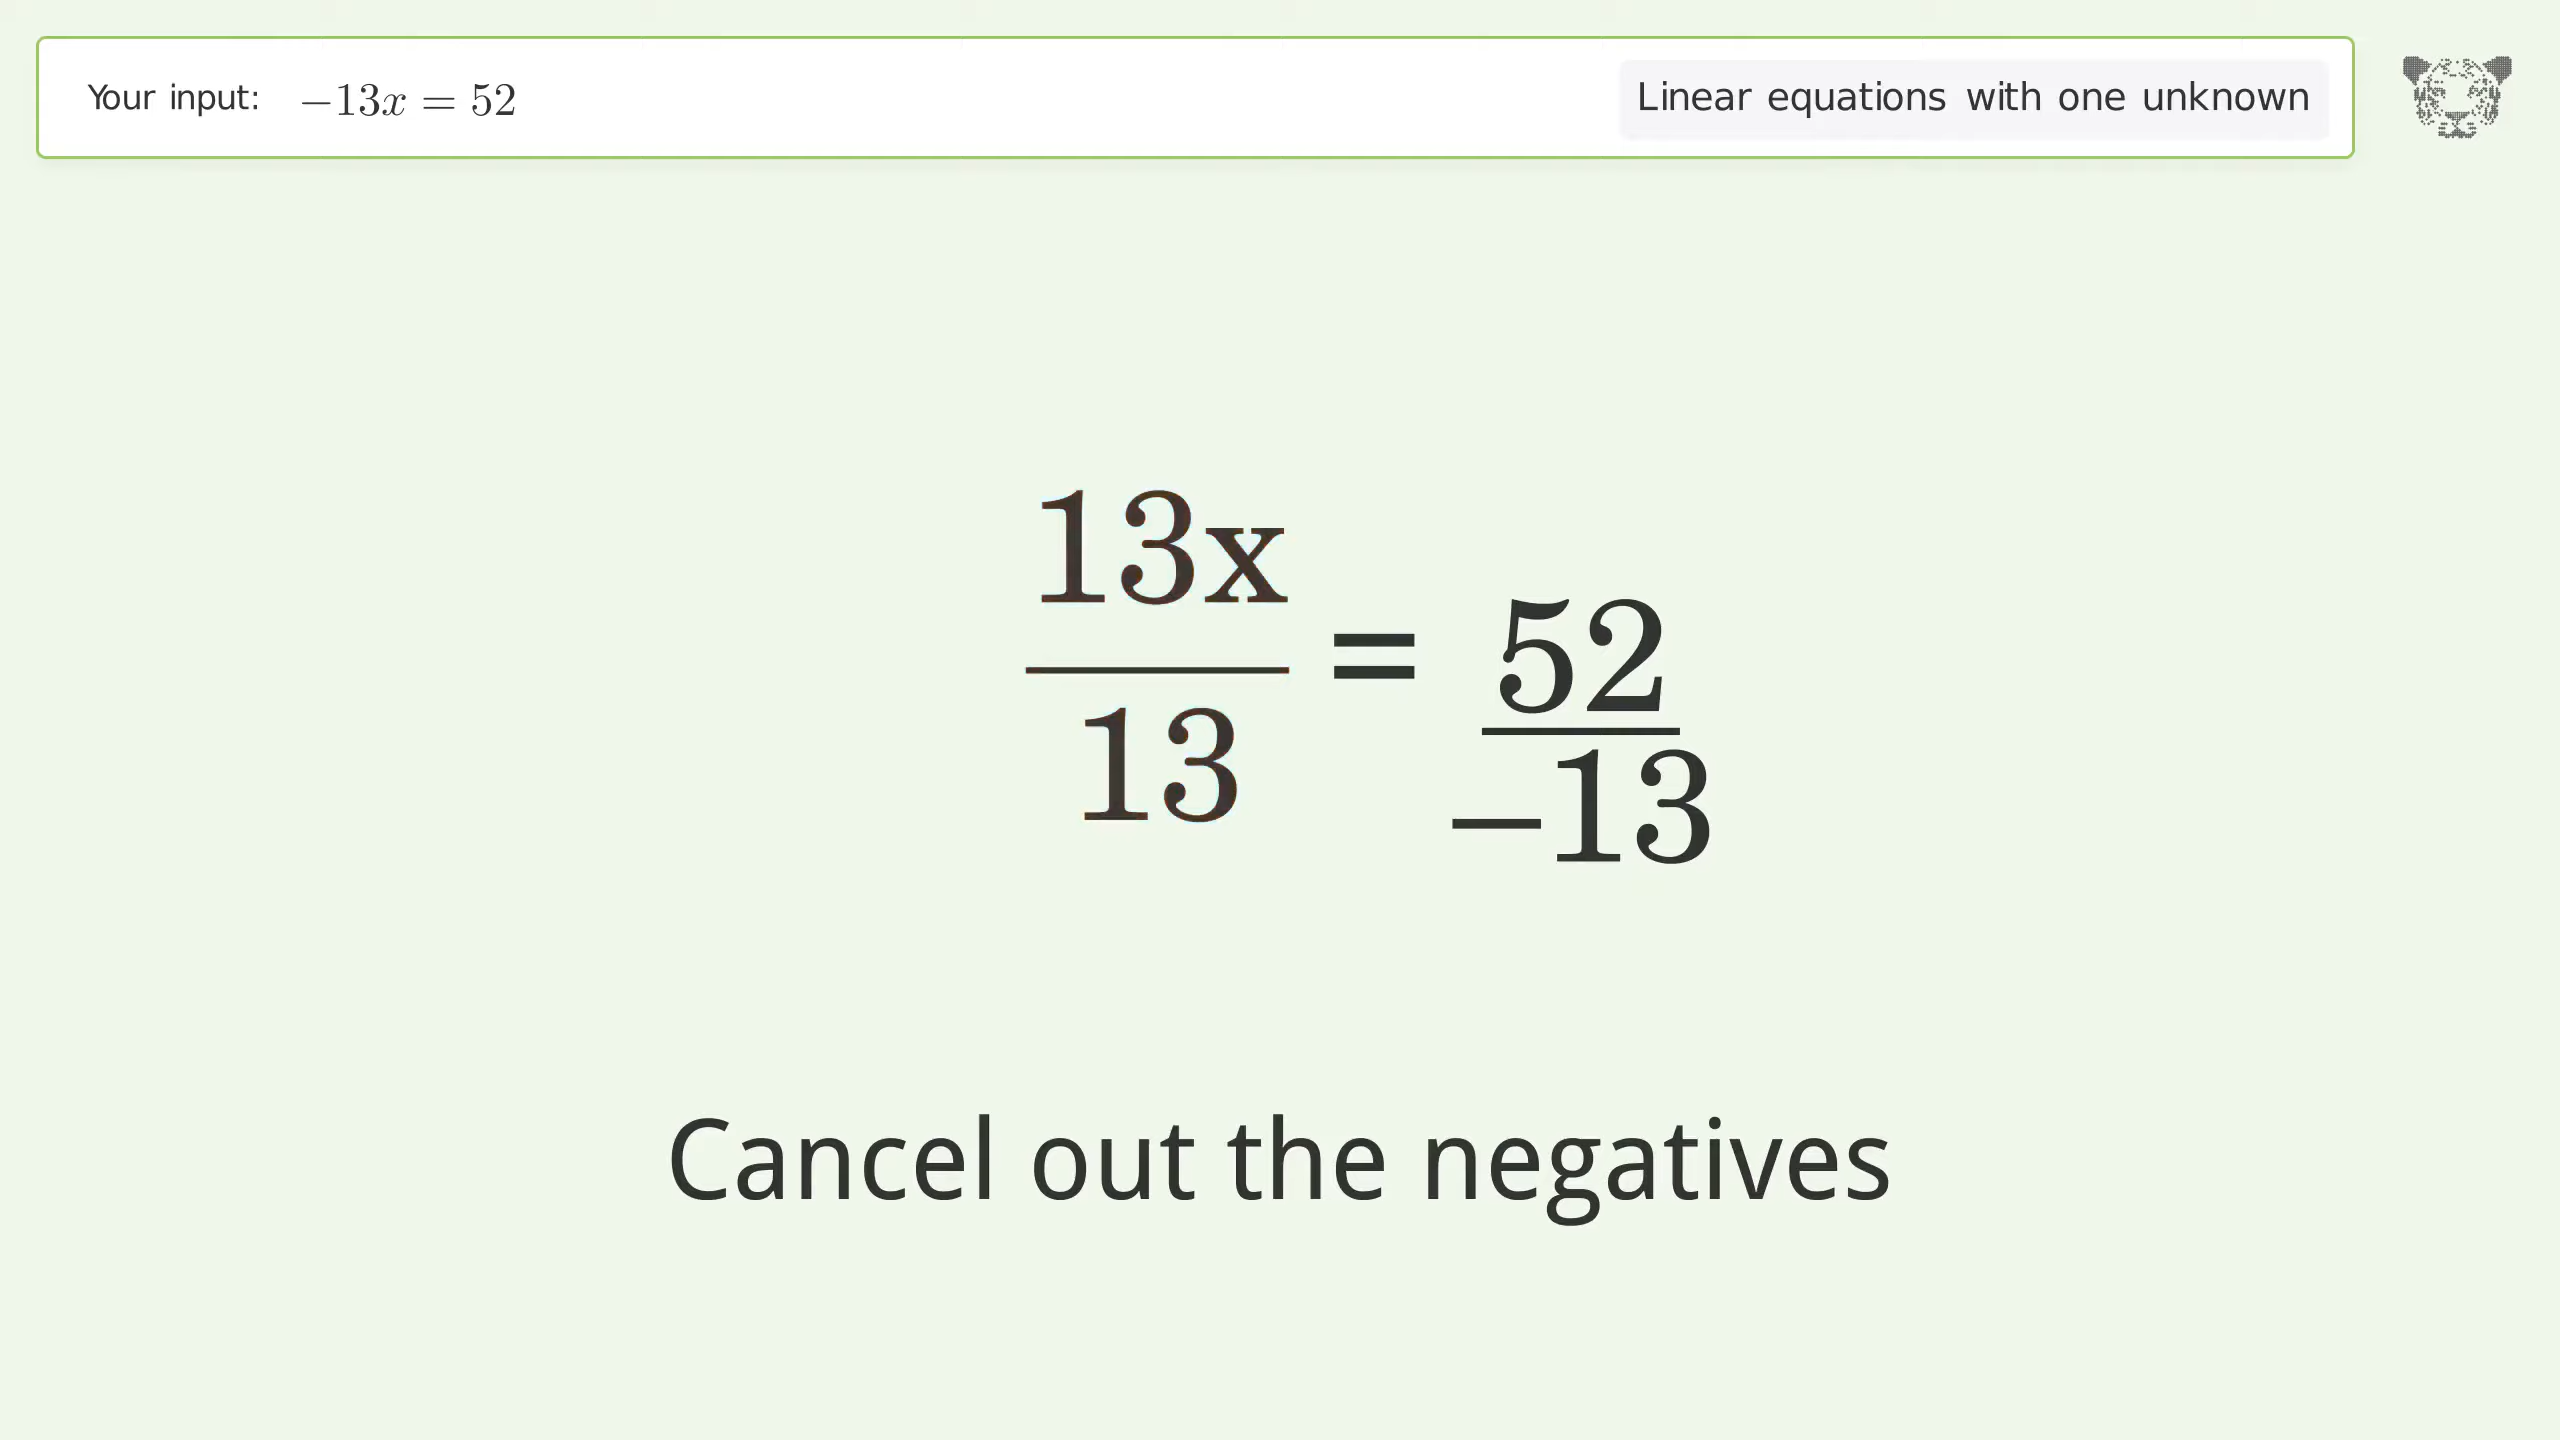 Your input: −13x = 52
Linear equations with one unknown
13x/13 = 52/−13
Cancel out the negatives